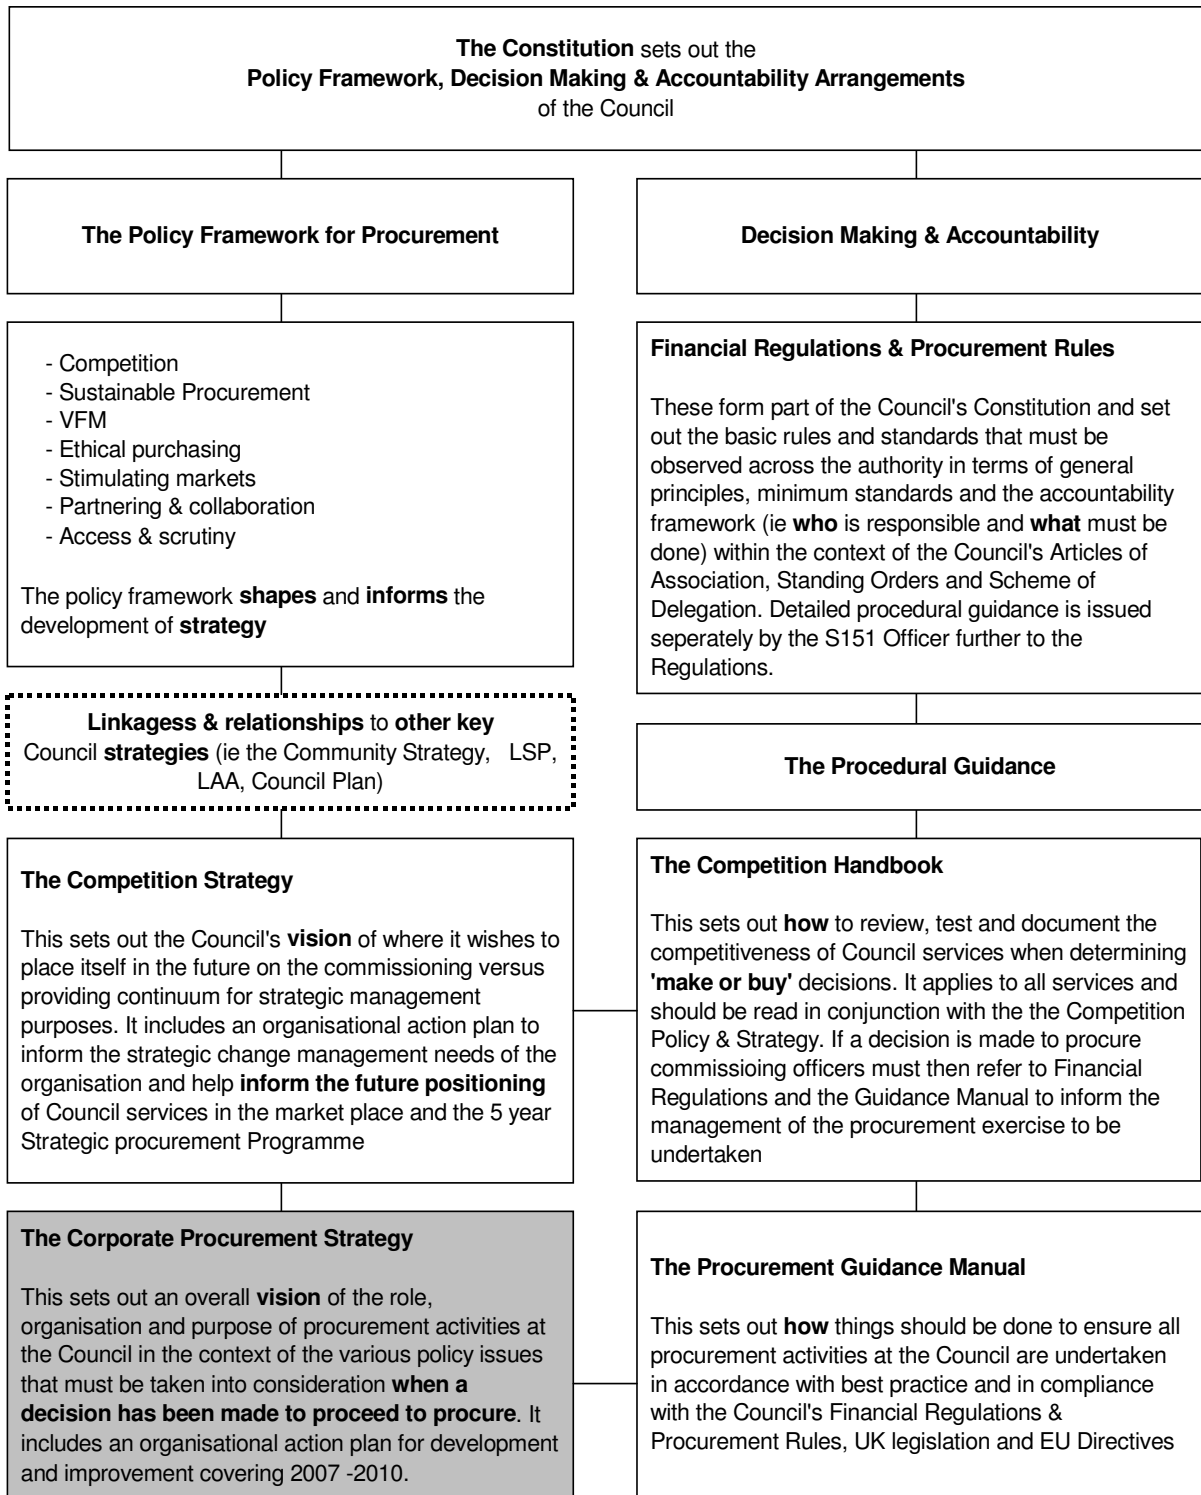 The Constitution sets out the
Policy Framework, Decision Making & Accountability Arrangements
of the Council
The Policy Framework for Procurement
- Competition
- Sustainable Procurement
- VFM
- Ethical purchasing
- Stimulating markets
- Partnering & collaboration
- Access & scrutiny
The policy framework shapes and informs the
development of strategy
Linkagess & relationships to other key
Council strategies (ie the Community Strategy, LSP,
LAA, Council Plan)
The Competition Strategy
This sets out the Council's vision of where it wishes to
place itself in the future on the commissioning versus
providing continuum for strategic management
purposes. It includes an organisational action plan to
inform the strategic change management needs of the
organisation and help inform the future positioning
of Council services in the market place and the 5 year
Strategic procurement Programme
The Corporate Procurement Strategy
This sets out an overall vision of the role,
organisation and purpose of procurement activities at
the Council in the context of the various policy issues
that must be taken into consideration when a
decision has been made to proceed to procure. It
includes an organisational action plan for development
and improvement covering 2007 -2010.
Decision Making & Accountability
Financial Regulations & Procurement Rules
These form part of the Council's Constitution and set
out the basic rules and standards that must be
observed across the authority in terms of general
principles, minimum standards and the accountability
framework (ie who is responsible and what must be
done) within the context of the Council's Articles of
Association, Standing Orders and Scheme of
Delegation. Detailed procedural guidance is issued
seperately by the S151 Officer further to the
Regulations.
The Procedural Guidance
The Competition Handbook
This sets out how to review, test and document the
competitiveness of Council services when determining
'make or buy' decisions. It applies to all services and
should be read in conjunction with the the Competition
Policy & Strategy. If a decision is made to procure
commissioing officers must then refer to Financial
Regulations and the Guidance Manual to inform the
management of the procurement exercise to be
undertaken
The Procurement Guidance Manual
This sets out how things should be done to ensure all
procurement activities at the Council are undertaken
in accordance with best practice and in compliance
with the Council's Financial Regulations &
Procurement Rules, UK legislation and EU Directives